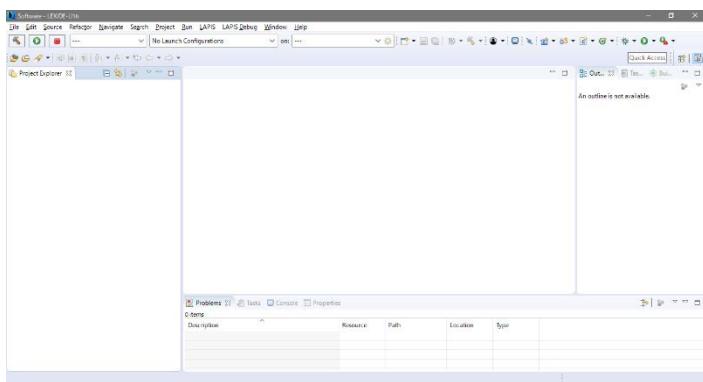 Software - LEXIDE-U16
File Edit Source Refactor Navigate Search Project Run LAPIS LAPIS Debug Window Help
--- No Launch Configurations on: ---
Quick Access
Project Explorer
Out... Tas... Bui...
An outline is not available.
Problems Tasks Console Properties
0 items
Description Resource Path Location Type